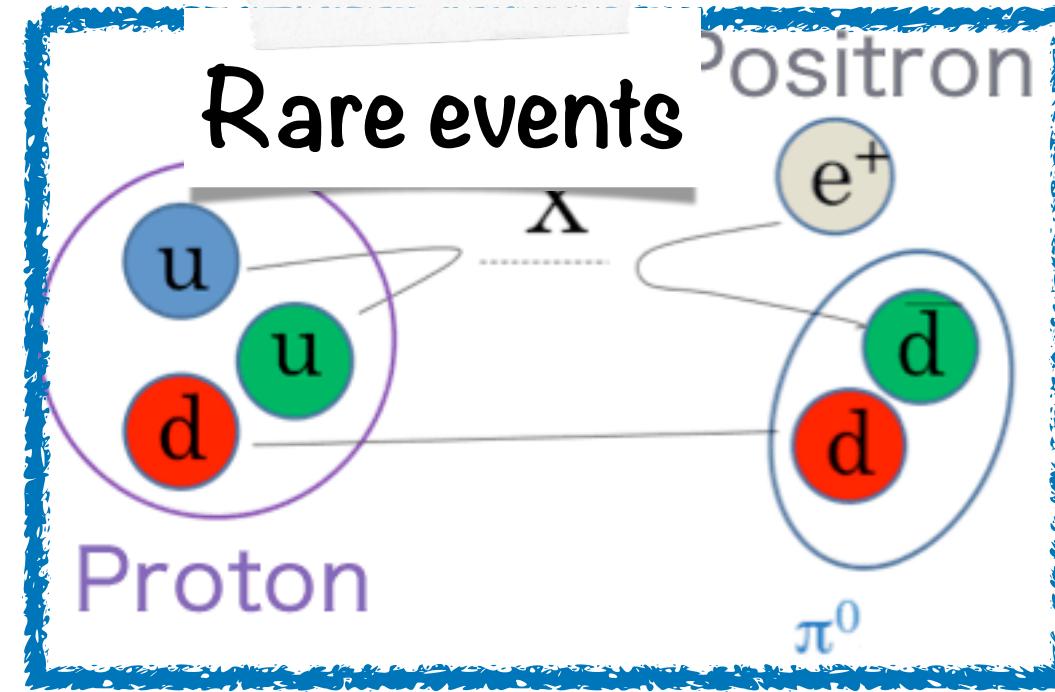 Rare events
Positron
e⁺
X
u
u
d̅
d
d
Proton
π⁰